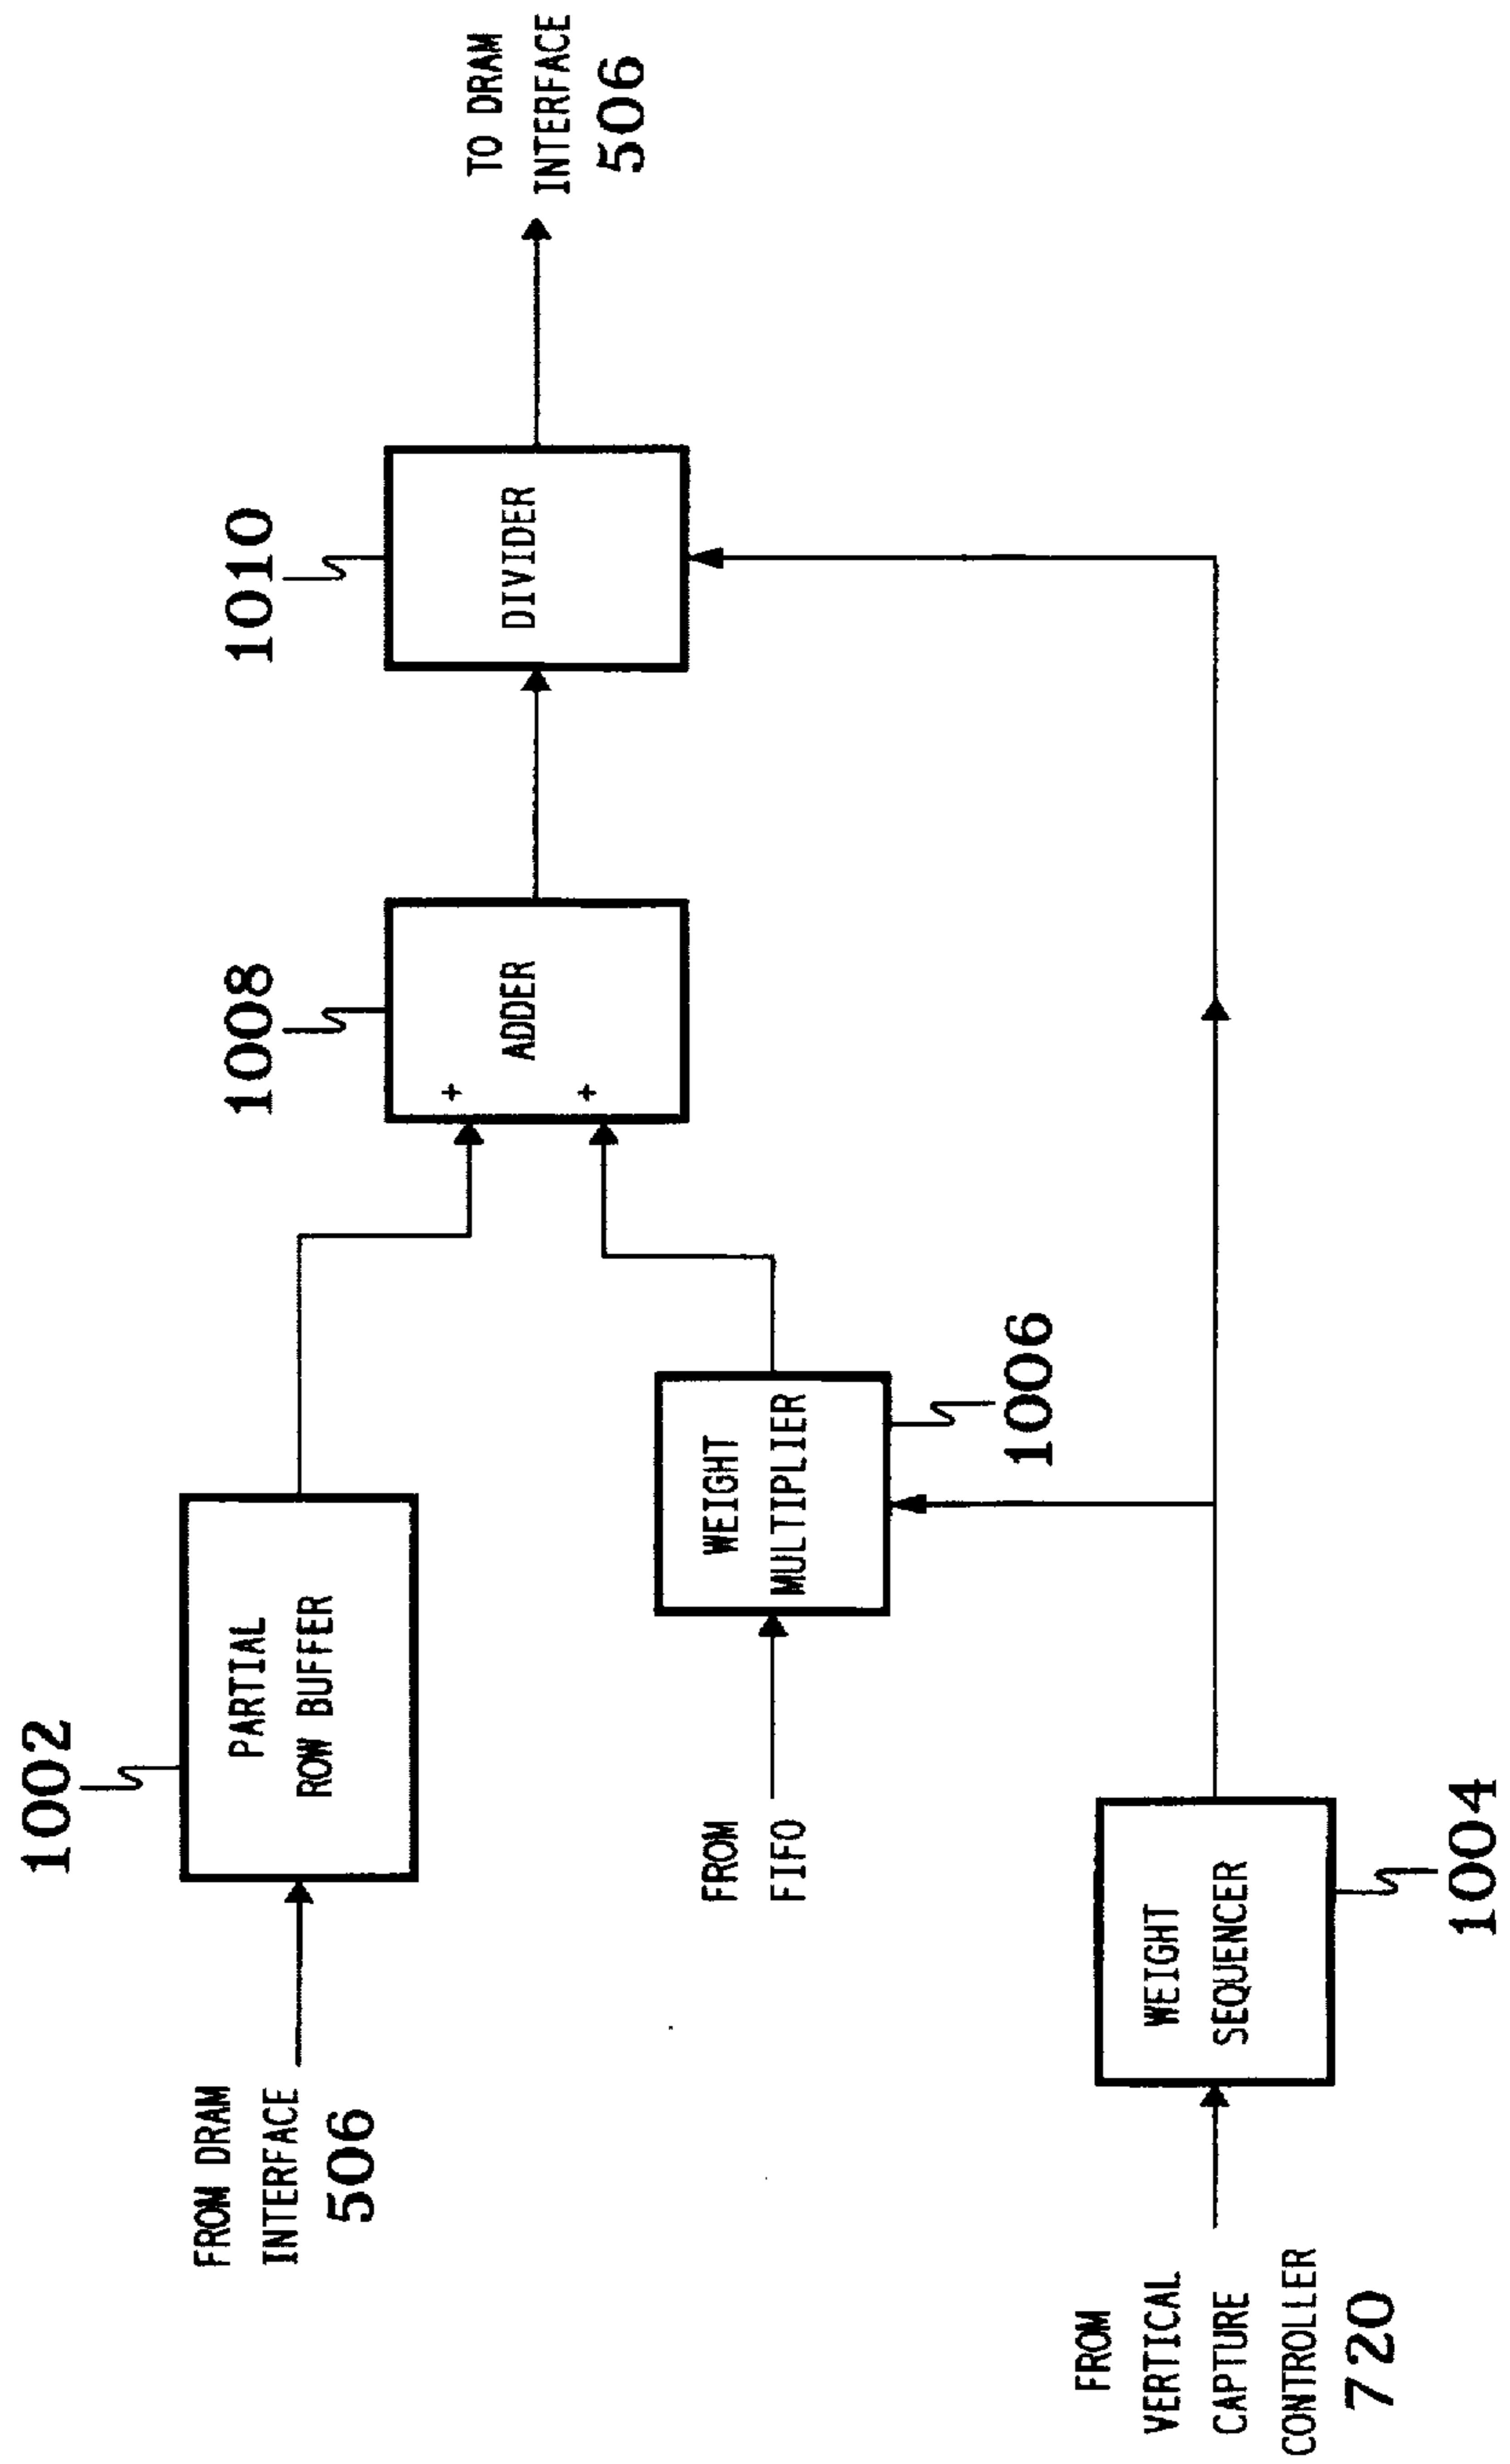 1002
1008
1010
FROM DRAM
INTERFACE
506
PARTIAL
ROW BUFFER
+
+
ADDER
DIVIDER
TO DRAM
INTERFACE
506
FROM
FIFO
WEIGHT
MULTIPLIER
1006
FROM
VERTICAL
CAPTURE
CONTROLLER
720
WEIGHT
SEQUENCER
1004